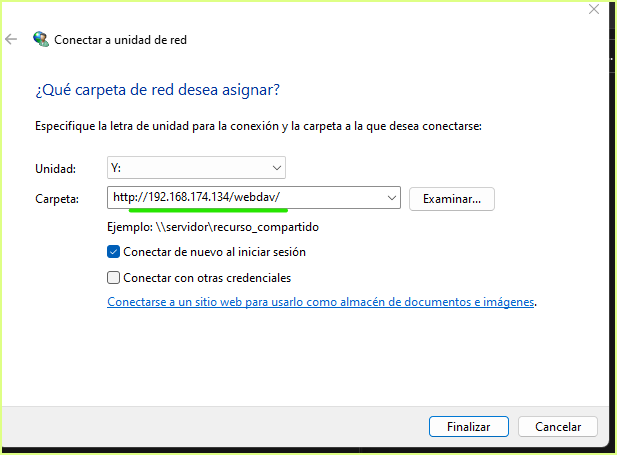 Conectar a unidad de red
¿Qué carpeta de red desea asignar?
Especifique la letra de unidad para la conexión y la carpeta a la que desea conectarse:
Unidad: Y:
Carpeta: http://192.168.174.134/webdav/ Examinar...
Ejemplo: \\servidor\recurso_compartido
Conectar de nuevo al iniciar sesión
Conectar con otras credenciales
Conectarse a un sitio web para usarlo como almacén de documentos e imágenes.
Finalizar Cancelar